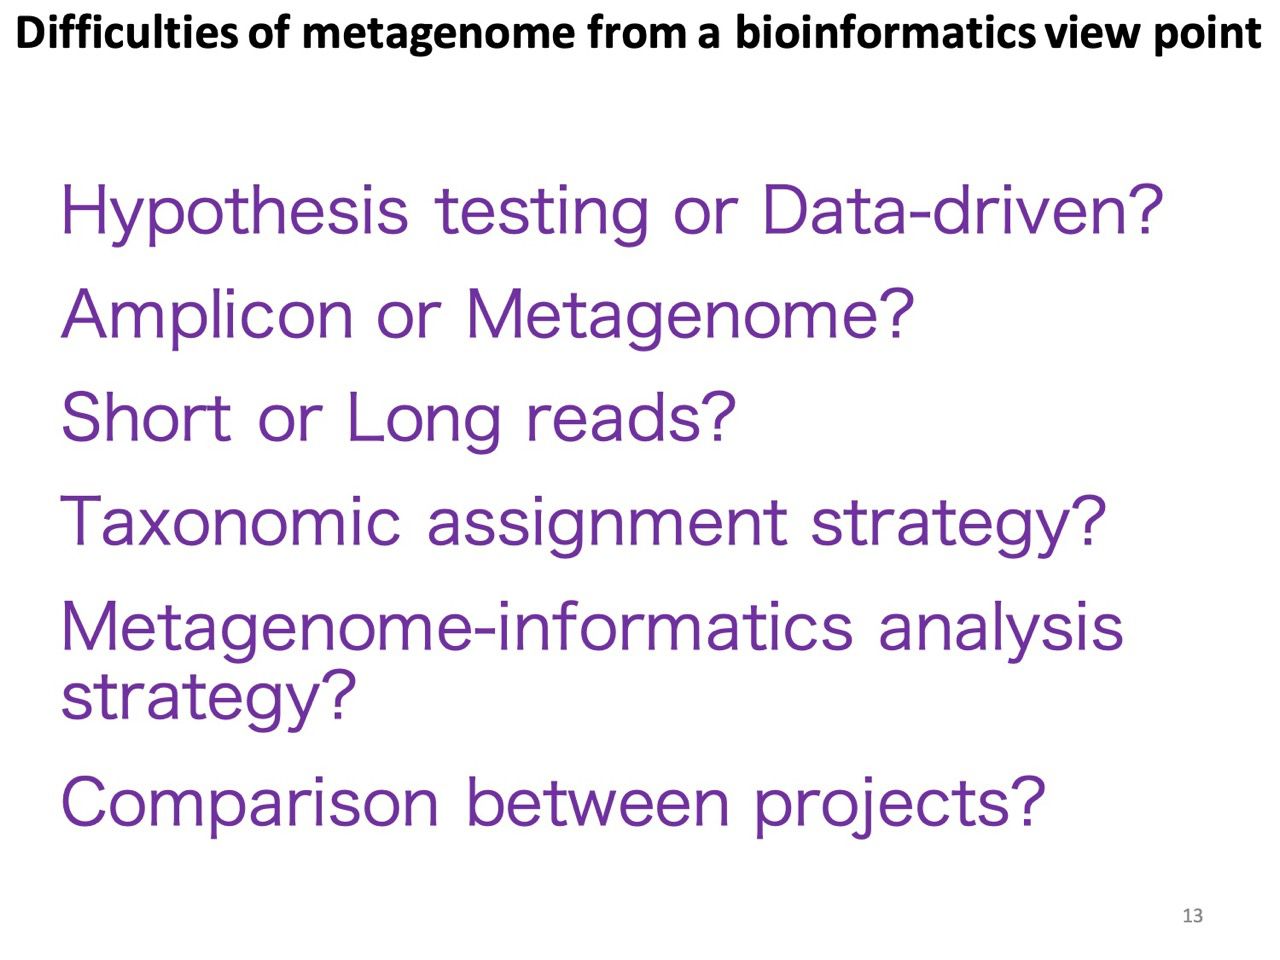 Difficulties of metagenome from a bioinformatics view point
Hypothesis testing or Data-driven?
Amplicon or Metagenome?
Short or Long reads?
Taxonomic assignment strategy?
Metagenome-informatics analysis
strategy?
Comparison between projects?
13